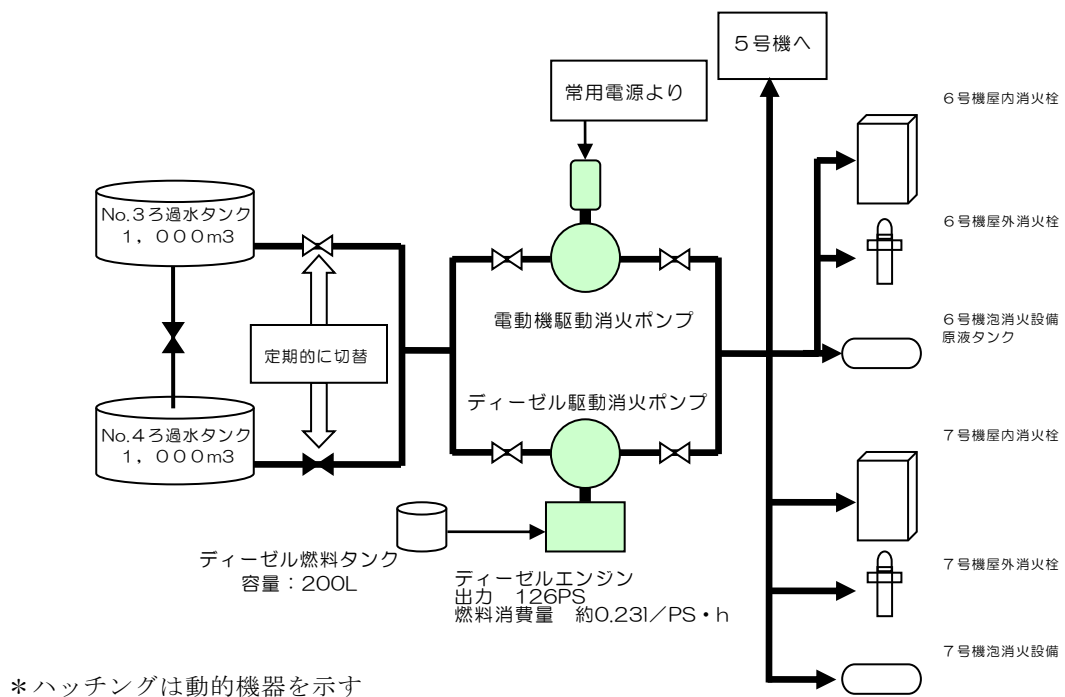 5号機へ
常用電源より
6号機屋内消火栓
No.3ろ過水タンク
1，000m3
6号機屋外消火栓
電動機駆動消火ポンプ
6号機泡消火設備
原液タンク
定期的に切替
ディーゼル駆動消火ポンプ
No.4ろ過水タンク
1，000m3
7号機屋内消火栓
ディーゼル燃料タンク
容量：200L
ディーゼルエンジン
出力　126PS
燃料消費量　約0.23l／PS・h
7号機屋外消火栓
7号機泡消火設備
＊ハッチングは動的機器を示す